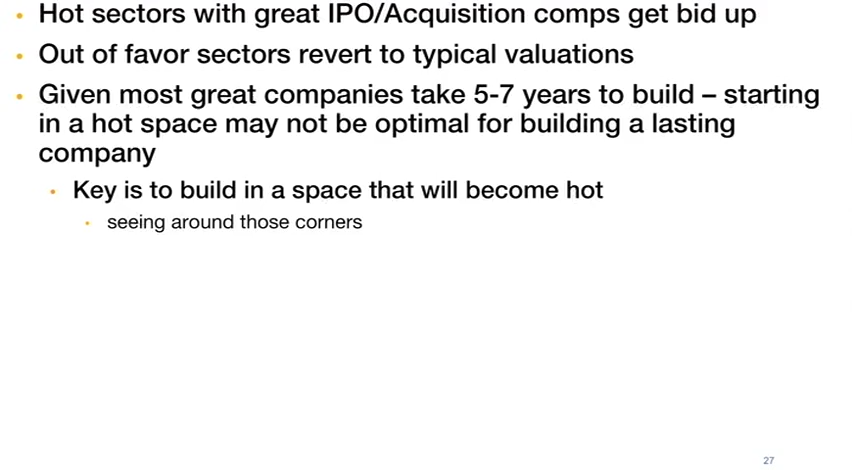 • Hot sectors with great IPO/Acquisition comps get bid up
• Out of favor sectors revert to typical valuations
• Given most great companies take 5-7 years to build – starting
in a hot space may not be optimal for building a lasting
company
• Key is to build in a space that will become hot
• seeing around those corners
27